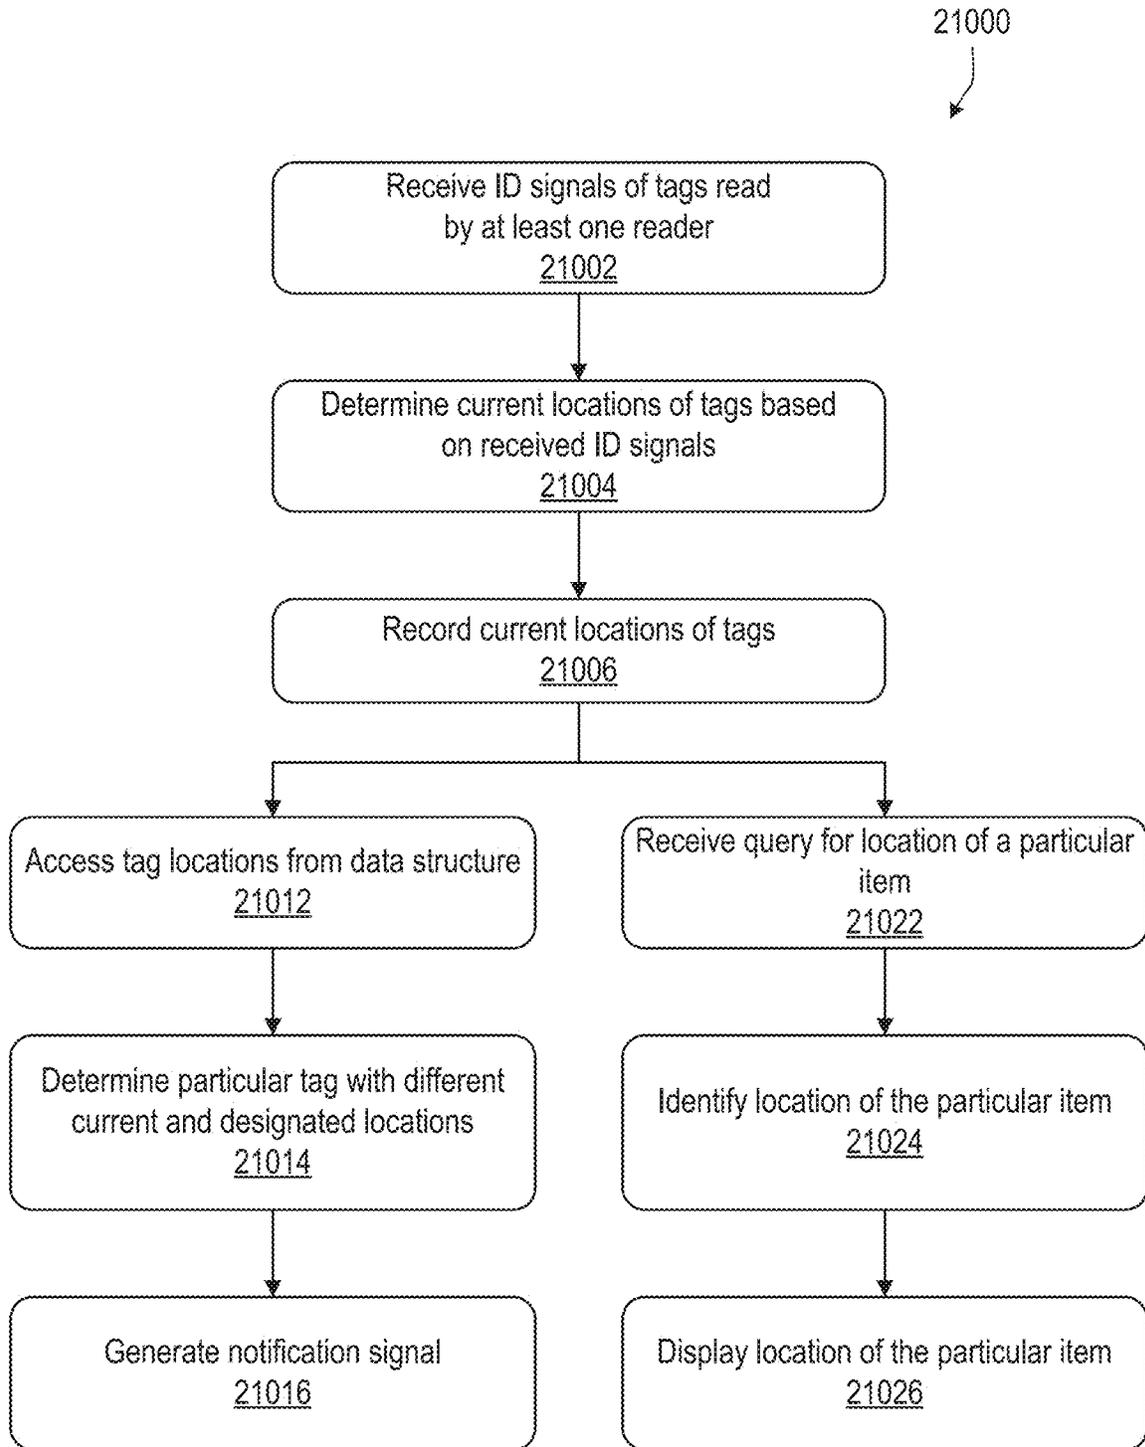 21000
Receive ID signals of tags read
by at least one reader
21002
Determine current locations of tags based
on received ID signals
21004
Record current locations of tags
21006
Access tag locations from data structure
21012
Determine particular tag with different
current and designated locations
21014
Generate notification signal
21016
Receive query for location of a particular
item
21022
Identify location of the particular item
21024
Display location of the particular item
21026